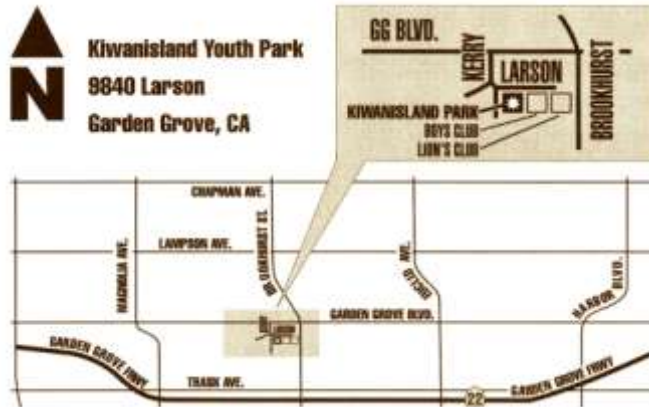 N
Kiwanisland Youth Park
9840 Larson
Garden Grove, CA
GG BLVD.
KERRY
LARSON
BROOKHURST
KIWANISLAND PARK
BOYS CLUB
LION'S CLUB
CHAPMAN AVE.
LAMPSON AVE.
MAGNOLIA AVE.
BROOKHURST ST.
EUCLID AVE.
HARBOR BLVD.
GARDEN GROVE BLVD.
LARSON
GARDEN GROVE FRWY
TRASK AVE.
22
GARDEN GROVE FRWY